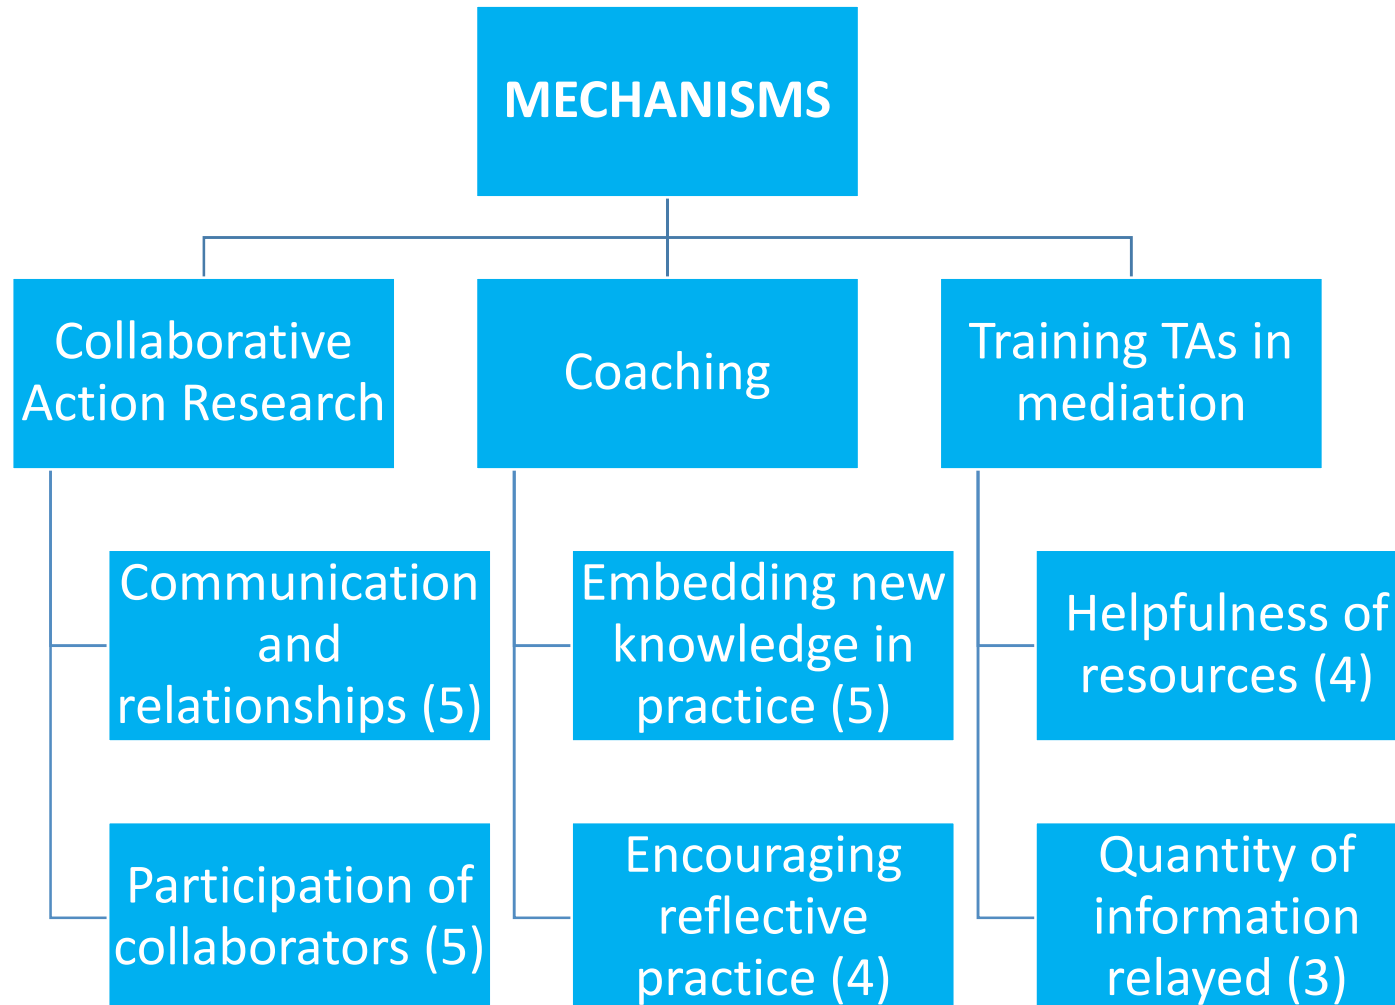 MECHANISMS
Collaborative
Action Research
Coaching
Training TAs in
mediation
Communication
and
relationships (5)
Embedding new
knowledge in
practice (5)
Helpfulness of
resources (4)
Participation of
collaborators (5)
Encouraging
reflective
practice (4)
Quantity of
information
relayed (3)